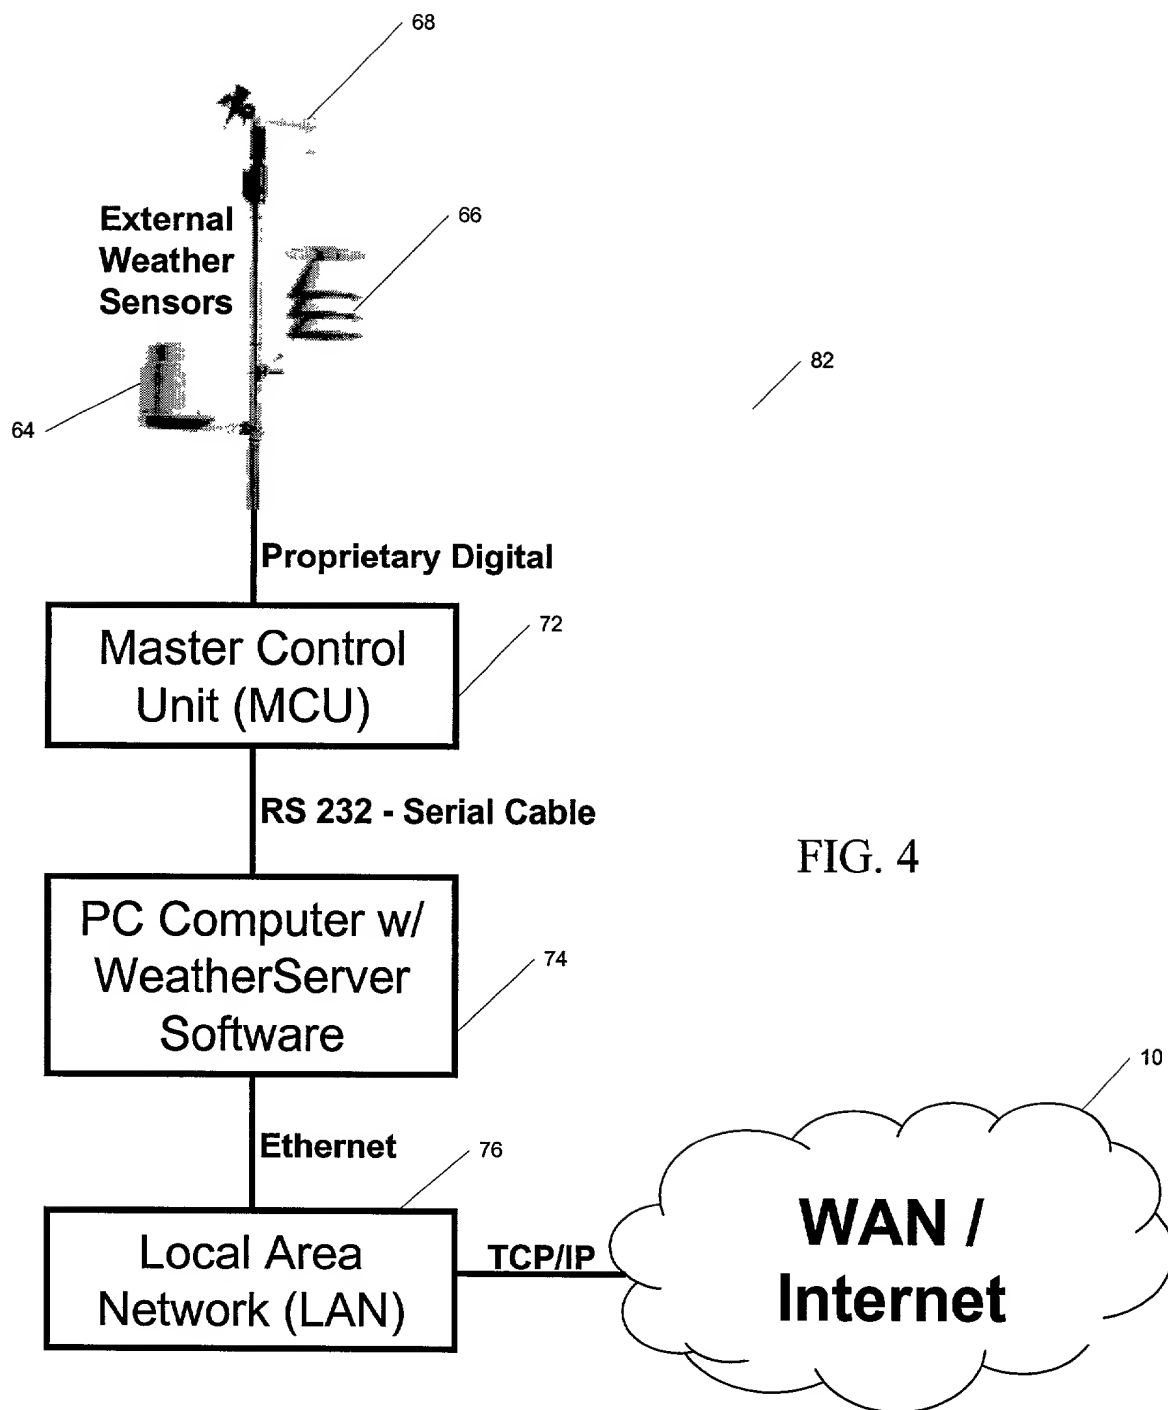 68
External
Weather
Sensors
66
82
64
Proprietary Digital
Master Control
Unit (MCU)
72
RS 232 - Serial Cable
FIG. 4
PC Computer w/
WeatherServer
Software
74
10
Ethernet
76
Local Area
Network (LAN)
TCP/IP
WAN /
Internet